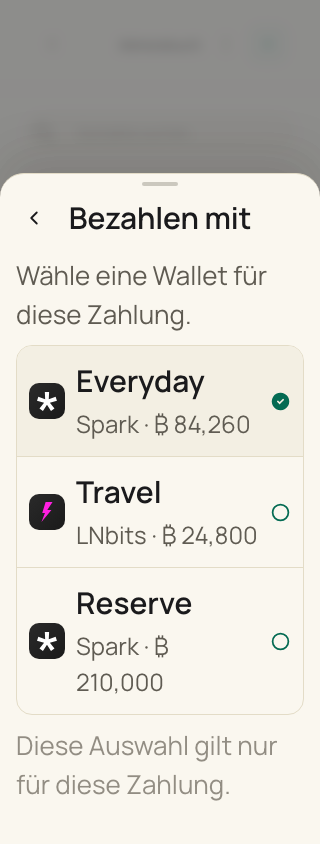 Bezahlen mit
Wähle eine Wallet für
diese Zahlung.
Everyday
Spark · ₿ 84,260
Travel
LNbits · ₿ 24,800
Reserve
Spark · ₿
210,000
Diese Auswahl gilt nur
für diese Zahlung.